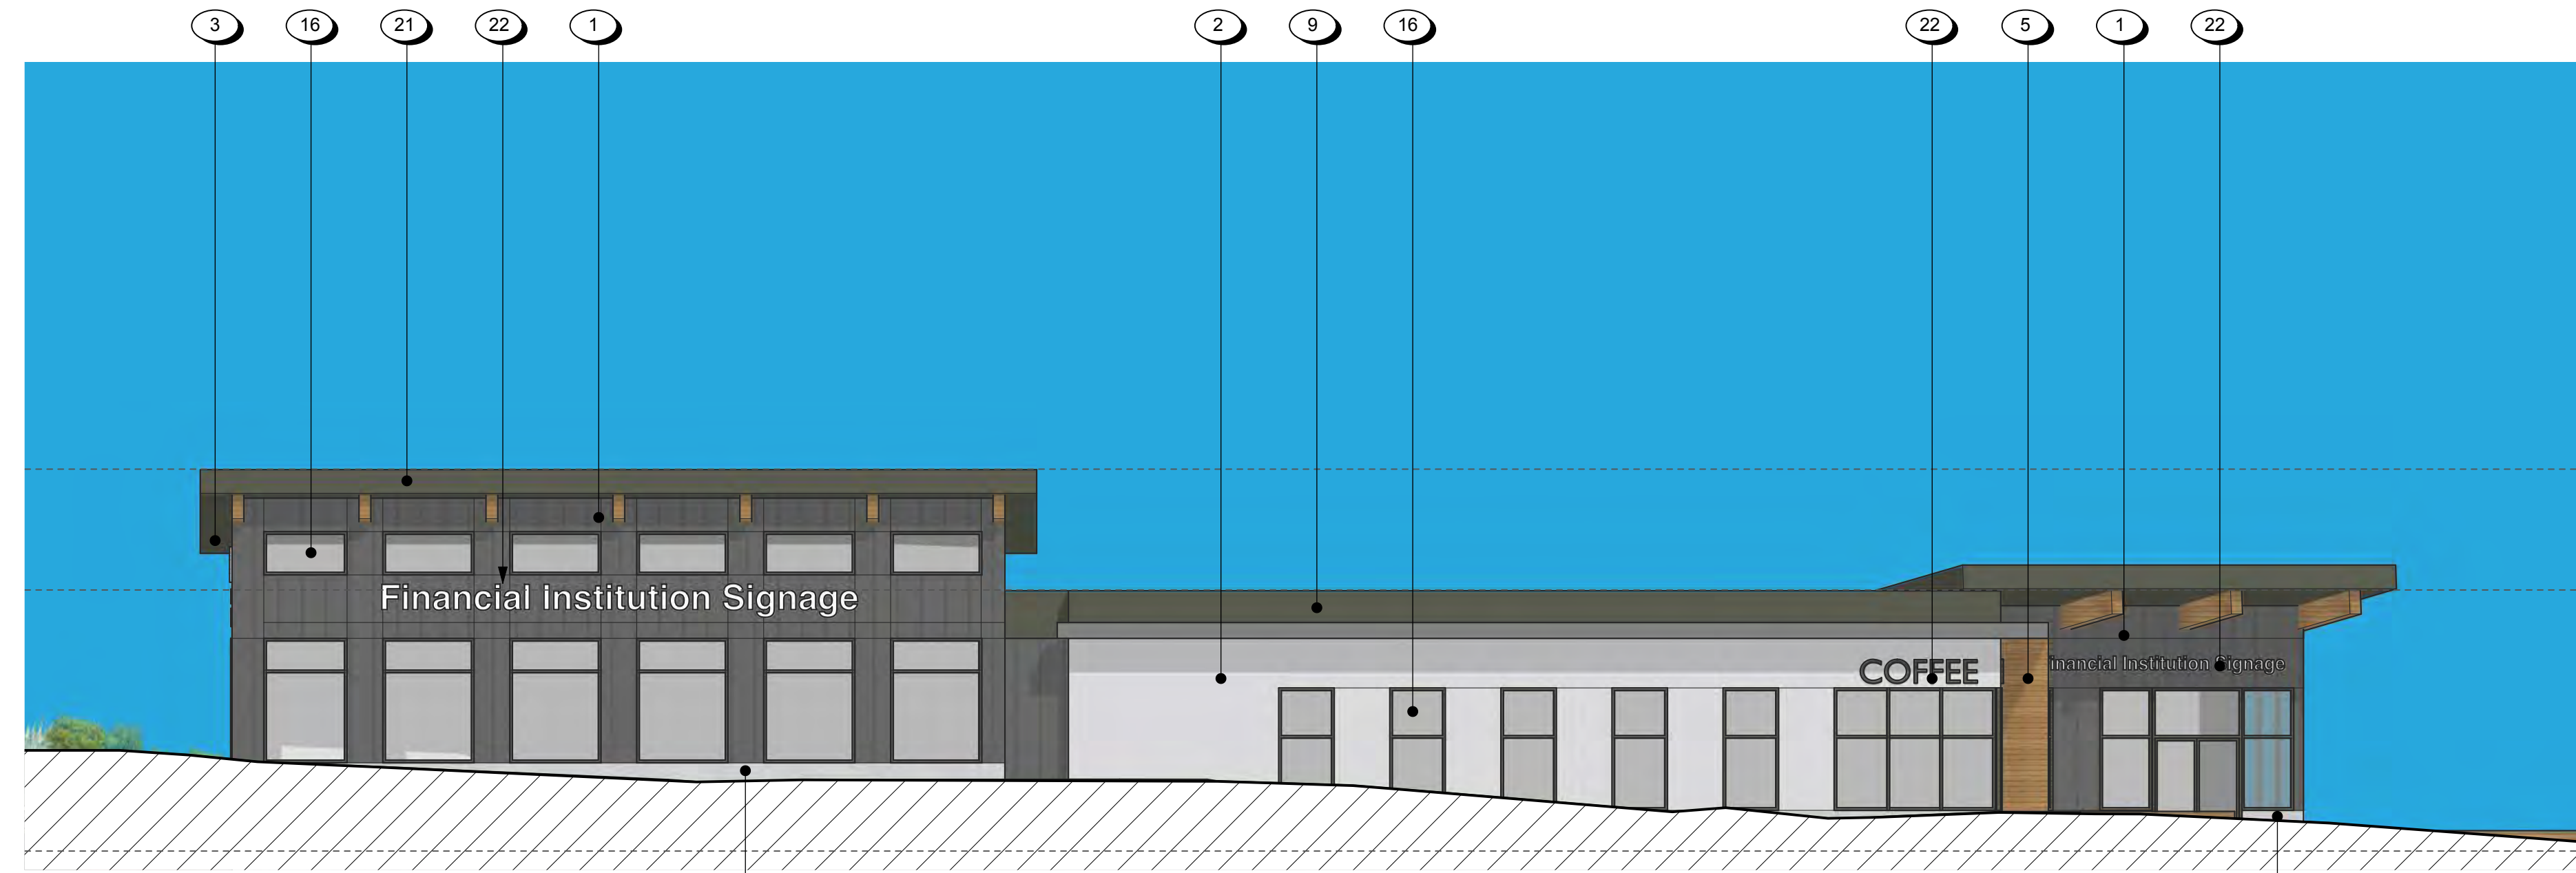 3 16 21 22 1 2 9 16 22 5 1 22
Financial Institution Signage
COFFEE
inancial Institution Signage